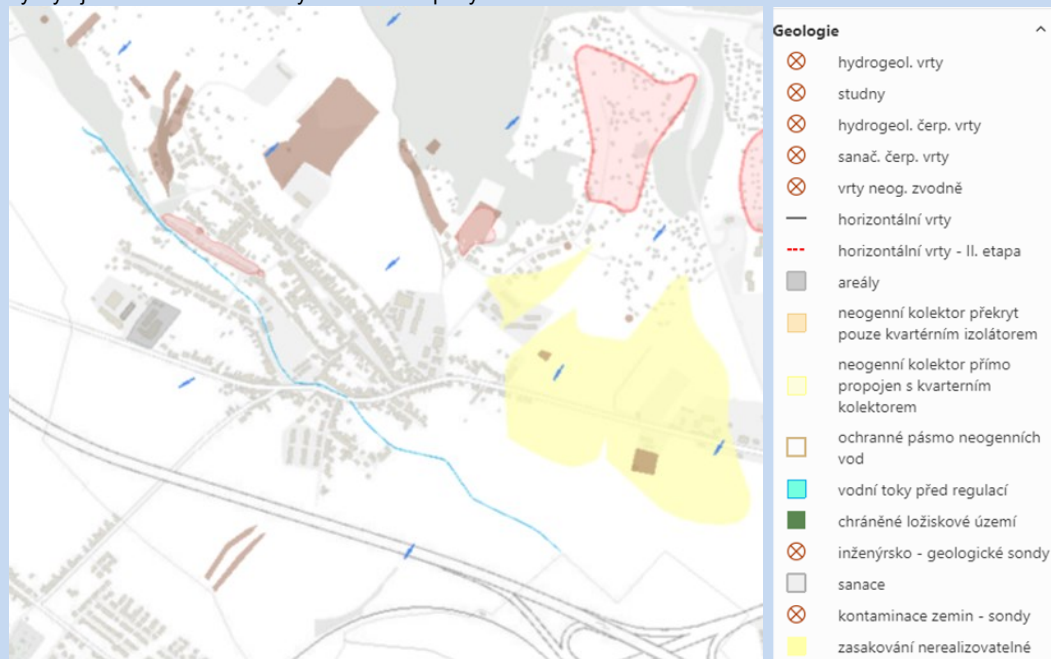 Geologie
hydrogeol. vrty
studny
hydrogeol. čerp. vrty
sanač. čerp. vrty
vrty neog. zvodně
horizontální vrty
horizontální vrty - II. etapa
areály
neogenní kolektor překryt
pouze kvartérním izolátorem
neogenní kolektor přímo
propojen s kvarterním
kolektorem
ochranné pásmo neogenních
vod
vodní toky před regulací
chráněné ložiskové území
inženýrsko - geologické sondy
sanace
kontaminace zemin - sondy
zasakování nerealizovatelné